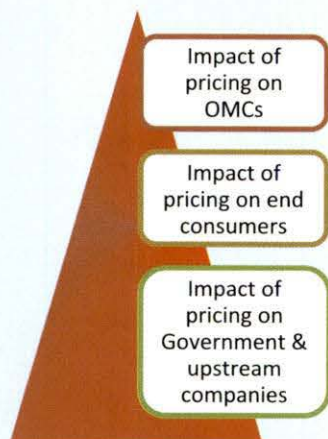 Impact of
pricing on
OMCs
Impact of
pricing on end
consumers
Impact of
pricing on
Government &
upstream
companies